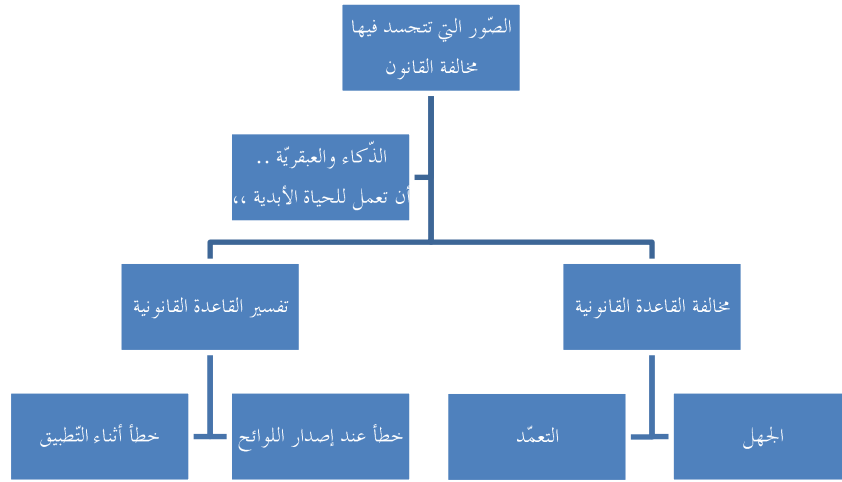 الصّور التي تتجسد فيها
مخالفة القانون
الذّكاء والعبقريّة ..
أن تعمل للحياة الأبدية ،،
مخالفة القاعدة القانونية
تفسير القاعدة القانونية
الجهل
التعمّد
خطأ عند إصدار اللوائح
خطأ أثناء التّطبيق